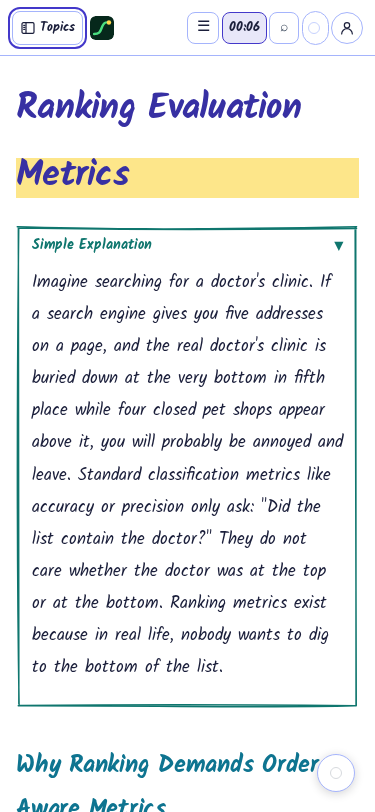 Topics
00:06
Ranking Evaluation
Metrics
Simple Explanation
Imagine searching for a doctor's clinic. If
a search engine gives you five addresses
on a page, and the real doctor's clinic is
buried down at the very bottom in fifth
place while four closed pet shops appear
above it, you will probably be annoyed and
leave. Standard classification metrics like
accuracy or precision only ask: "Did the
list contain the doctor?" They do not
care whether the doctor was at the top
or at the bottom. Ranking metrics exist
because in real life, nobody wants to dig
to the bottom of the list.
Why Ranking Demands Order
Aware Metrics